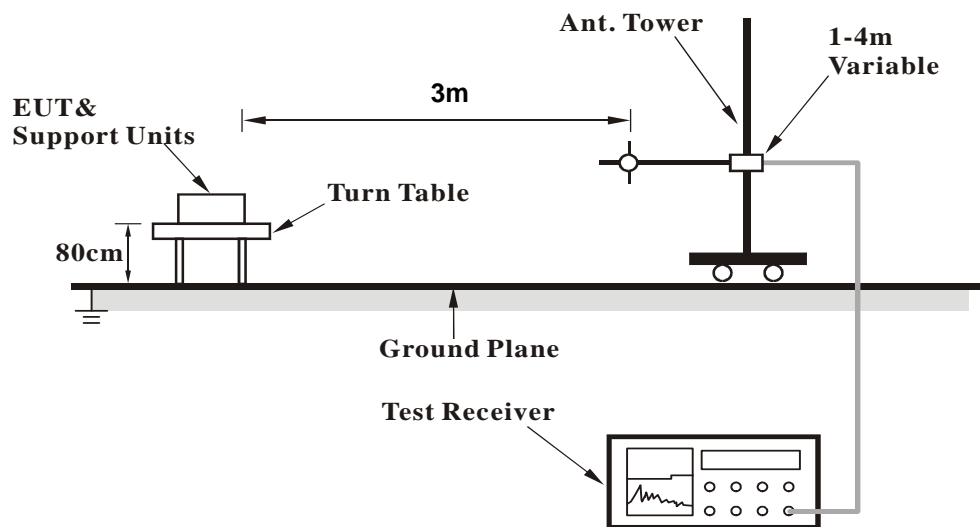 Ant. Tower
1-4m
Variable
3m
EUT&
Support Units
Turn Table
80cm
Ground Plane
Test Receiver